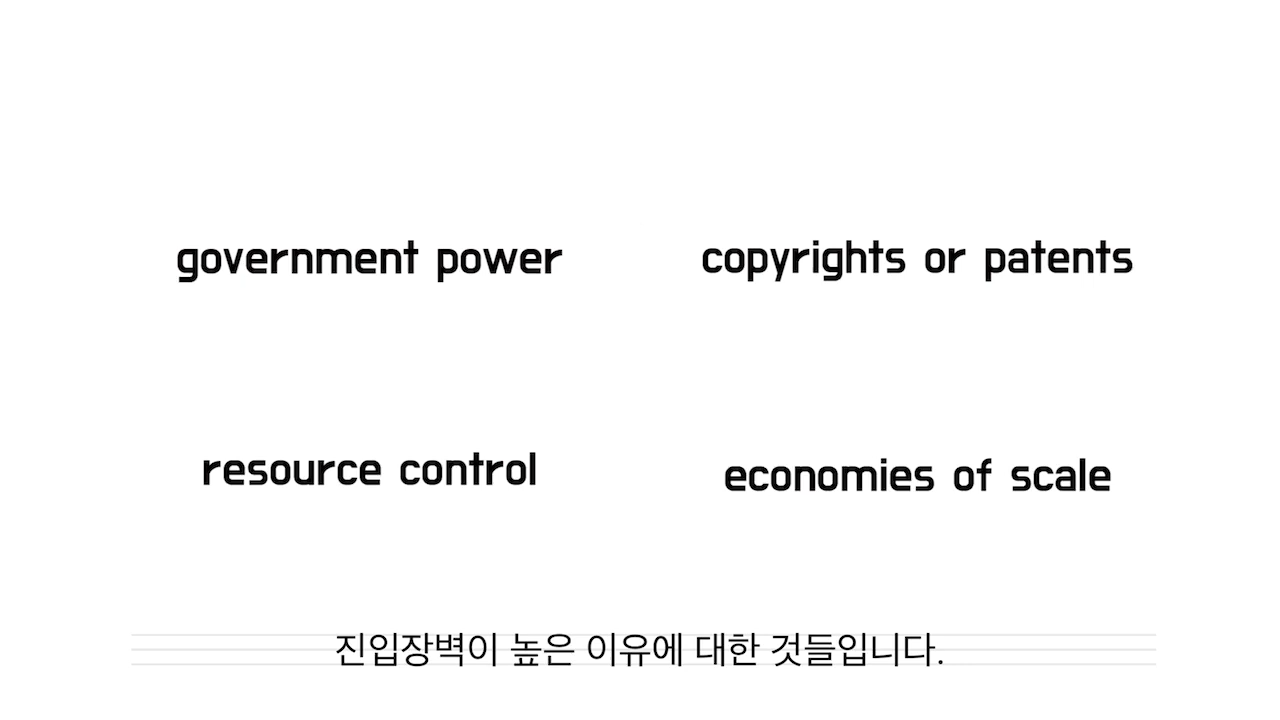 government power
copyrights or patents
resource control
economies of scale
진입장벽이 높은 이유에 대한 것들입니다.